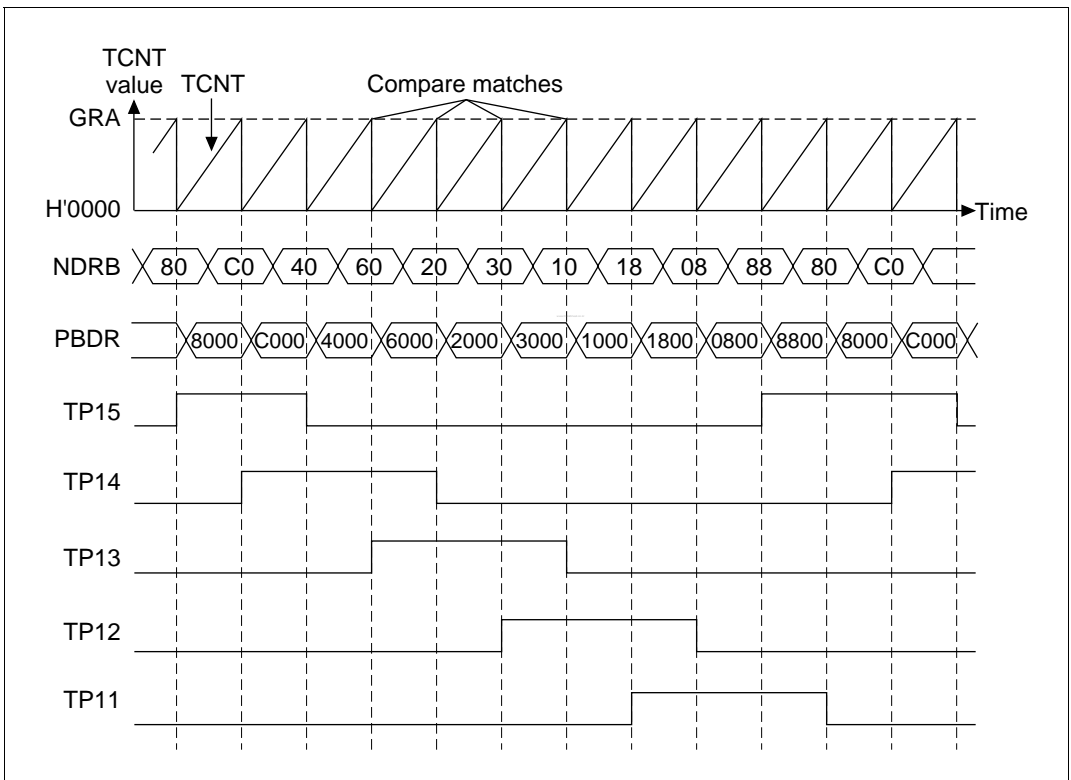 TCNT
value
TCNT
Compare matches
GRA
H'0000
Time
NDRB 80 C0 40 60 20 30 10 18 08 88 80 C0
PBDR 8000 C000 4000 6000 2000 3000 1000 1800 0800 8800 8000 C000
TP15
TP14
TP13
TP12
TP11